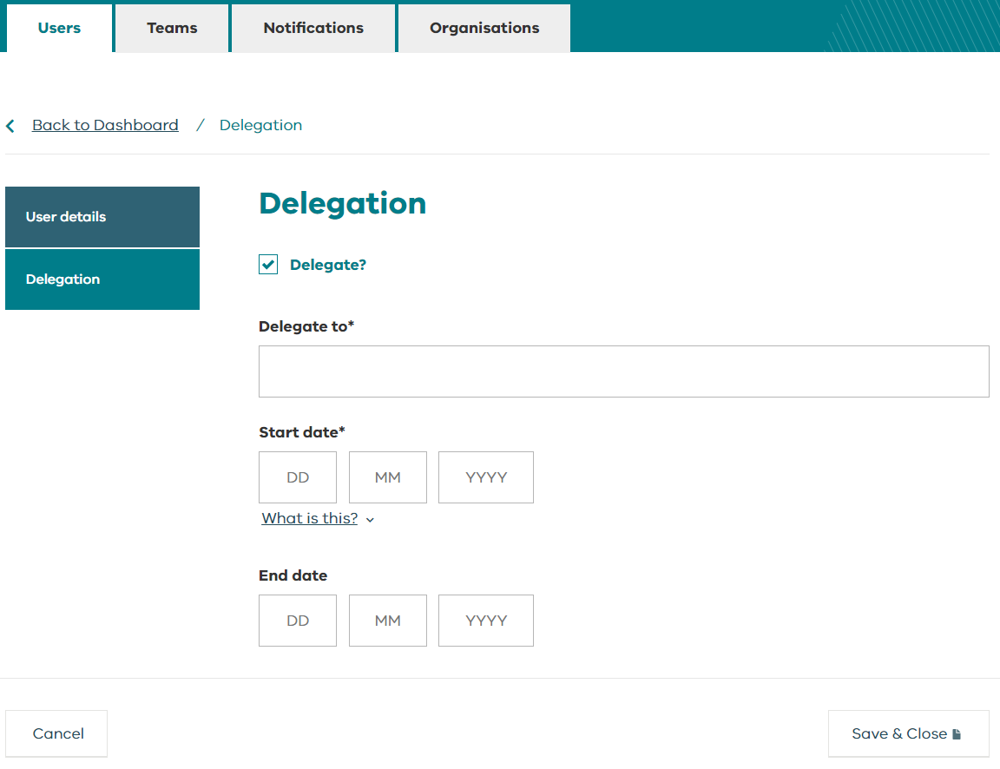 Users Teams Notifications Organisations
Back to Dashboard / Delegation
User details
Delegation
Delegation
Delegate?
Delegate to*
Start date*
DD MM YYYY
What is this?
End date
DD MM YYYY
Cancel Save & Close